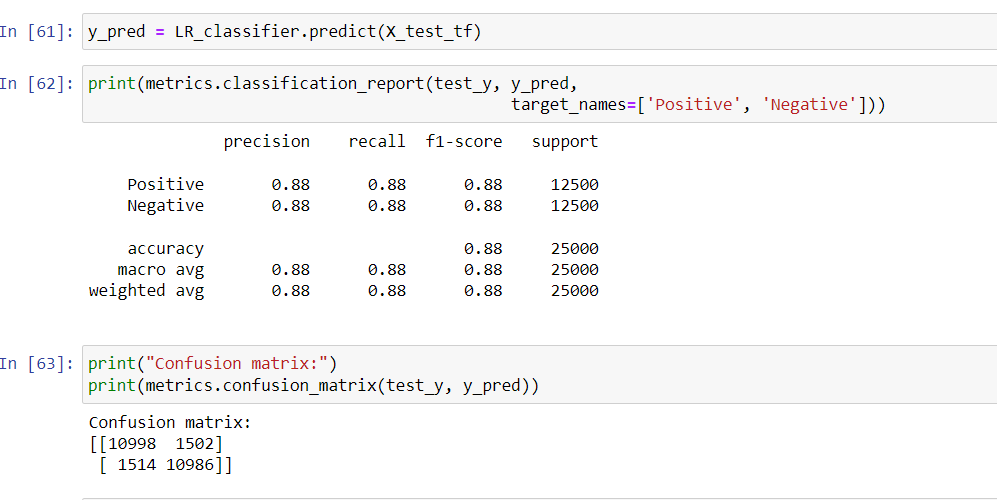 In [61]: y_pred = LR_classifier.predict(X_test_tf)
In [62]: print(metrics.classification_report(test_y, y_pred,
target_names=['Positive', 'Negative']))
precision recall f1-score support
Positive 0.88 0.88 0.88 12500
Negative 0.88 0.88 0.88 12500
accuracy 0.88 25000
macro avg 0.88 0.88 0.88 25000
weighted avg 0.88 0.88 0.88 25000
In [63]: print("Confusion matrix:")
print(metrics.confusion_matrix(test_y, y_pred))
Confusion matrix:
[[10998 1502]
[ 1514 10986]]